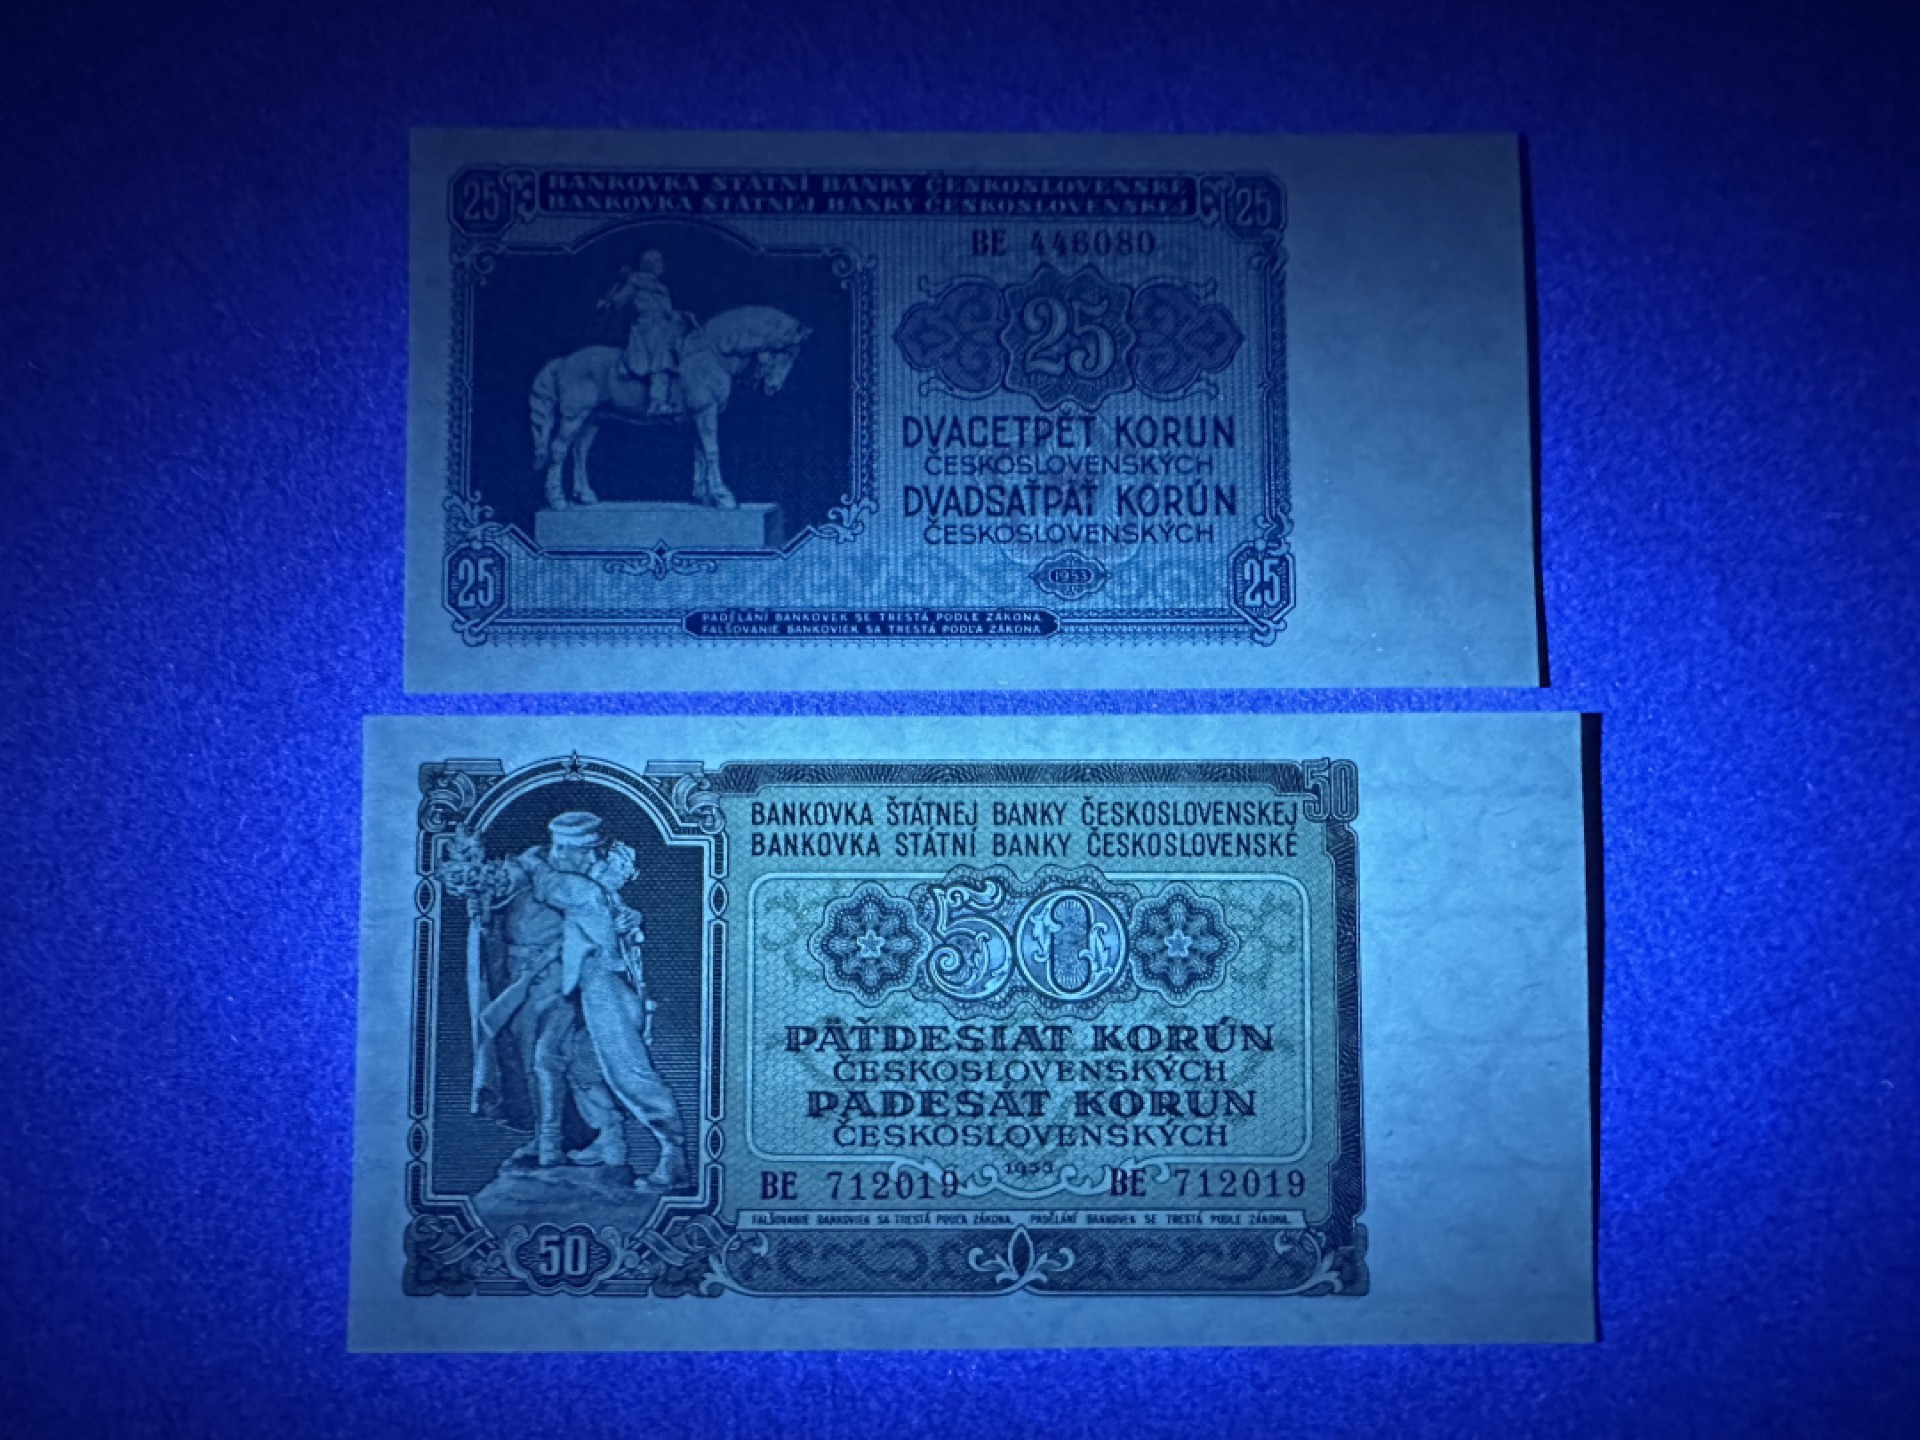 25 BANKOVKA STÁTNÍ BANKY ČESKOSLOVENSKÉ 25
BANKOVKA ŠTÁTNEJ BANKY ČESKOSLOVENSKEJ
BE 446080
25
DVACETPĚT KORUN
ČESKOSLOVENSKÝCH
DVADSAŤPÄŤ KORÚN
ČESKOSLOVENSKÝCH
1953
25 25
PADĚLÁNÍ BANKOVEK SE TRESTÁ PODLE ZÁKONA.
FALŠOVANIE BANKOVIEK SA TRESTÁ PODĽA ZÁKONA.
50
BANKOVKA ŠTÁTNEJ BANKY ČESKOSLOVENSKEJ
BANKOVKA STÁTNÍ BANKY ČESKOSLOVENSKÉ
50
PÄŤDESIAT KORÚN
ČESKOSLOVENSKÝCH
PADESÁT KORUN
ČESKOSLOVENSKÝCH
1953
BE 712019 BE 712019
FALŠOVANIE BANKOVIEK SA TRESTÁ PODĽA ZÁKONA. PADĚLÁNÍ BANKOVEK SE TRESTÁ PODLE ZÁKONA.
50